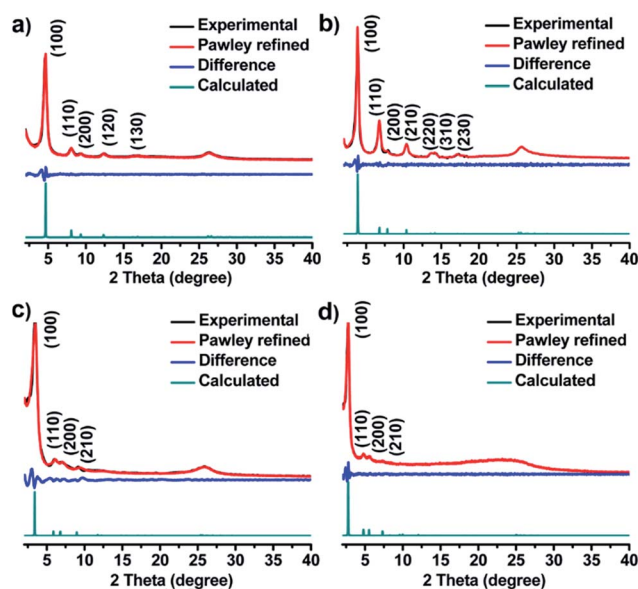 a)
(100)
(110)
(200)
(120)
(130)
Experimental
Pawley refined
Difference
Calculated
5 10 15 20 25 30 35 40
2 Theta (degree)
b)
(100)
(110)
(200)
(210)
(220)
(310)
(230)
Experimental
Pawley refined
Difference
Calculated
5 10 15 20 25 30 35 40
2 Theta (degree)
c)
(100)
(110)
(200)
(210)
Experimental
Pawley refined
Difference
Calculated
5 10 15 20 25 30 35 40
2 Theta (degree)
d)
(100)
(110)
(200)
(210)
Experimental
Pawley refined
Difference
Calculated
5 10 15 20 25 30 35 40
2 Theta (degree)